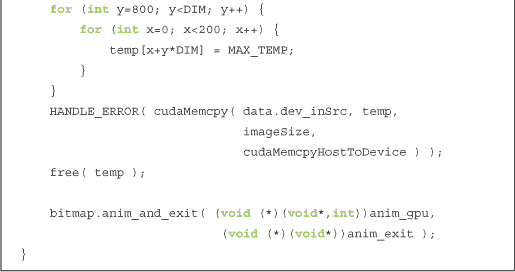 for (int y=800; y<DIM; y++) {
for (int x=0; x<200; x++) {
temp[x+y*DIM] = MAX_TEMP;
}
}
HANDLE_ERROR( cudaMemcpy( data.dev_inSrc, temp,
imageSize,
cudaMemcpyHostToDevice ) );
free( temp );
bitmap.anim_and_exit( (void (*)(void*,int))anim_gpu,
(void (*)(void*))anim_exit );
}